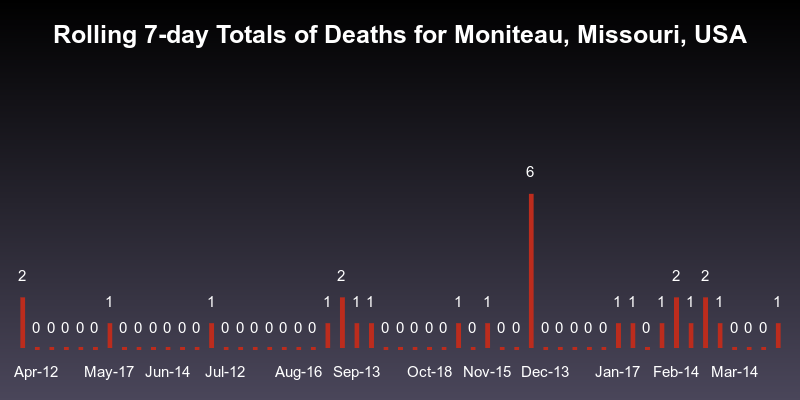 Rolling 7-day Totals of Deaths for Moniteau, Missouri, USA
6
2 2 2 2
1 1 1 1 1 1 1 1 1 1 1 1 1
0 0 0 0 0 0 0 0 0 0 0 0 0 0 0 0 0 0 0 0 0 0 0 0 0 0 0 0 0 0 0 0 0 0 0
Apr-12 May-17 Jun-14 Jul-12 Aug-16 Sep-13 Oct-18 Nov-15 Dec-13 Jan-17 Feb-14 Mar-14